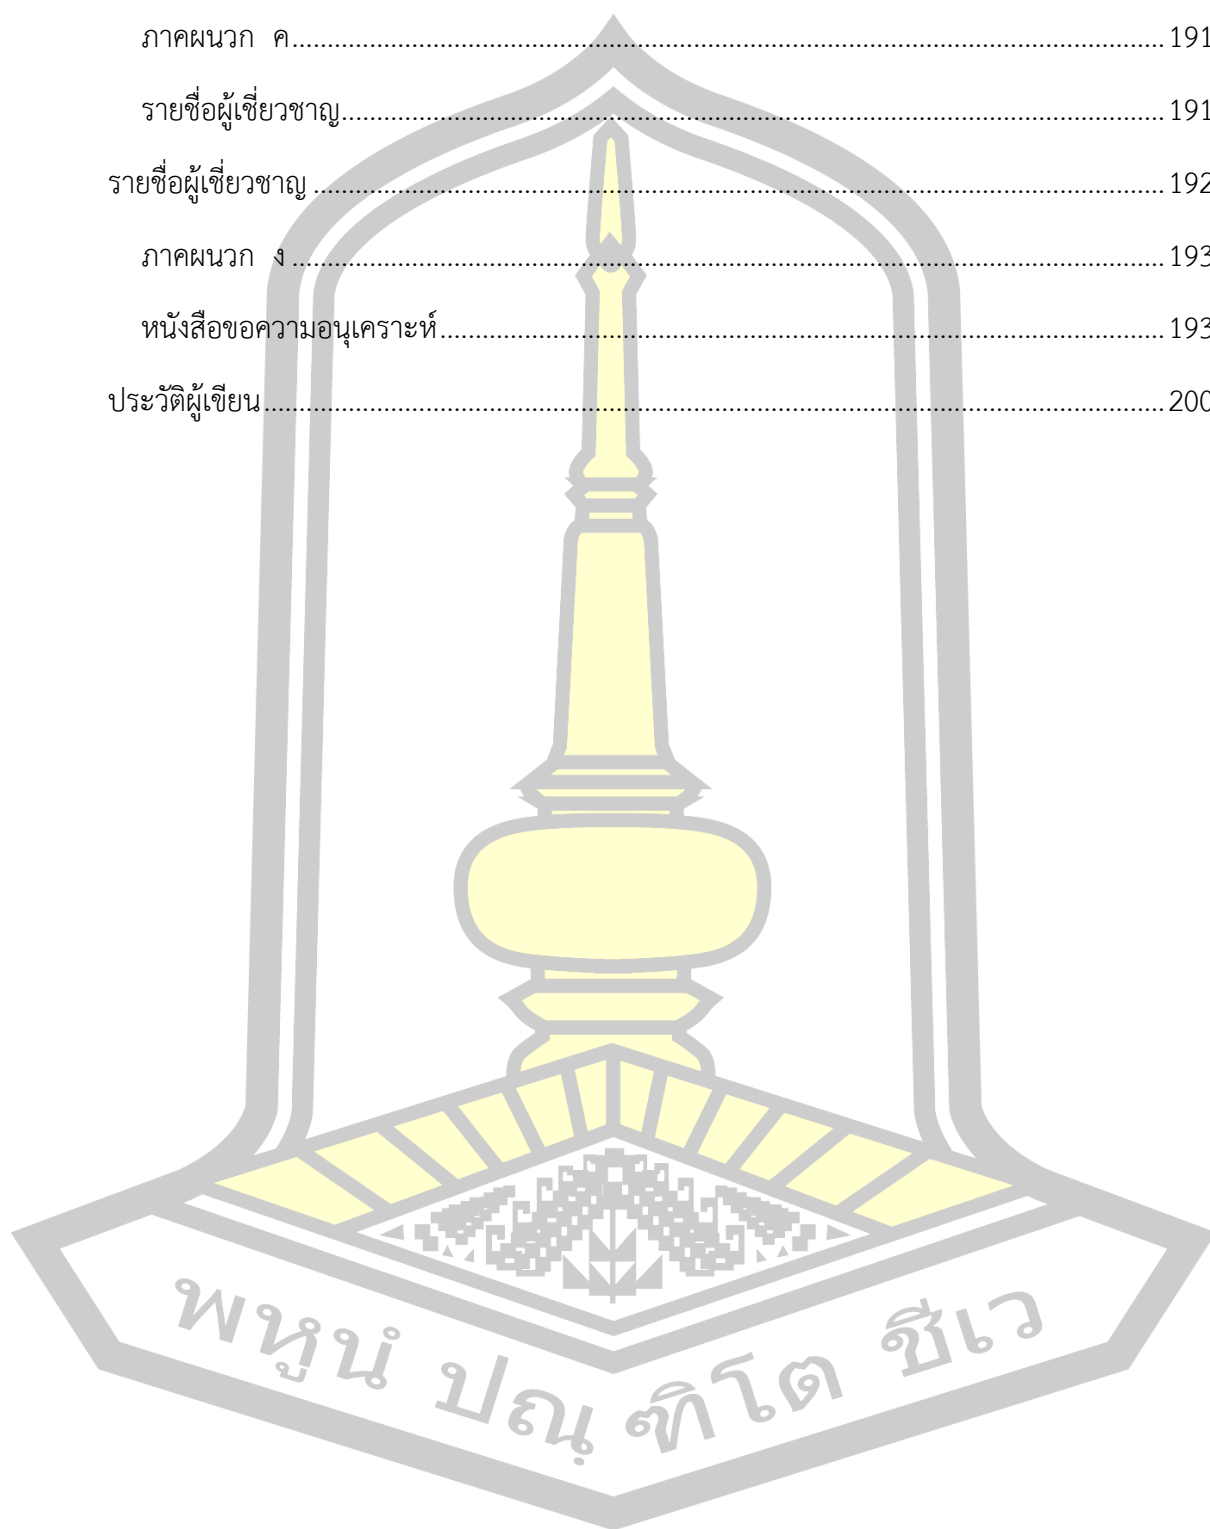 ภาคผนวก ค 191
รายชื่อผู้เชี่ยวชาญ 191
รายชื่อผู้เชี่ยวชาญ 192
ภาคผนวก ง 193
หนังสือขอความอนุเคราะห์ 193
ประวัติผู้เขียน 200
พหูนํ ปณฺ ฑิโต ชีเว